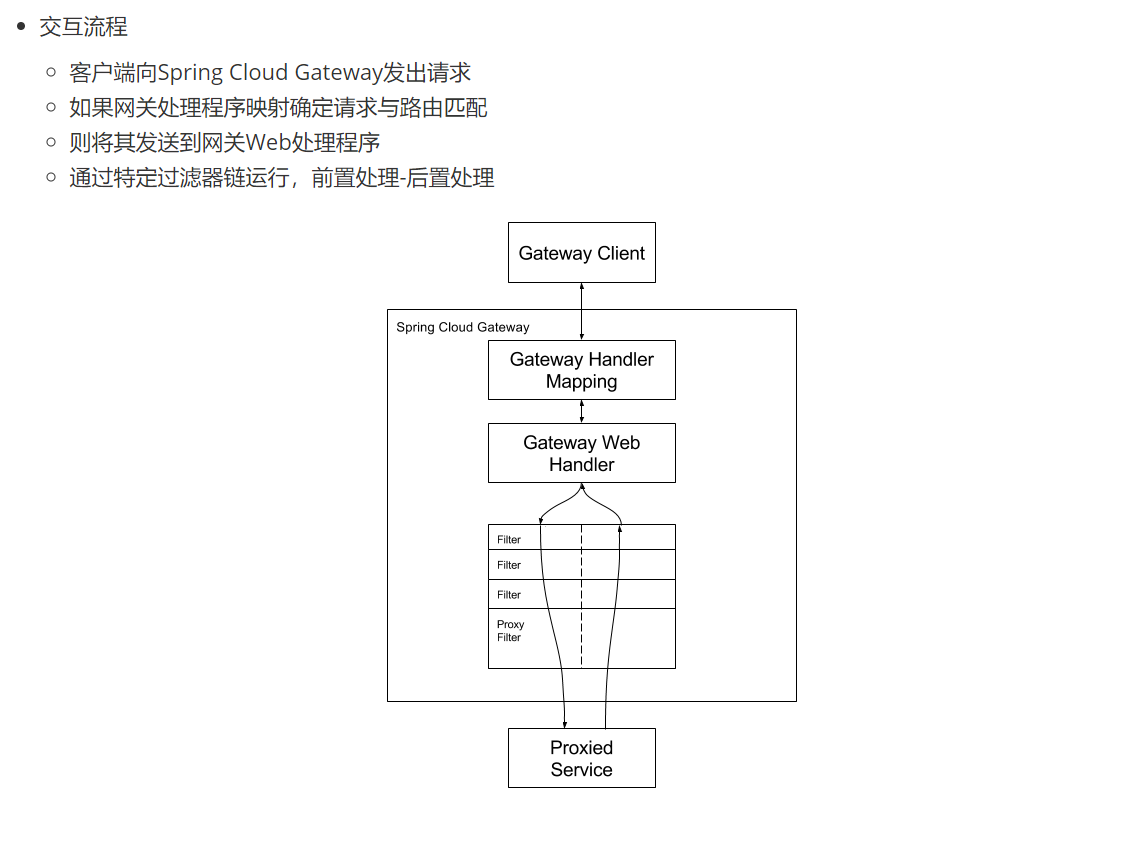 交互流程
客户端向Spring Cloud Gateway发出请求
如果网关处理程序映射确定请求与路由匹配
则将其发送到网关Web处理程序
通过特定过滤器链运行，前置处理-后置处理
Gateway Client
Spring Cloud Gateway
Gateway Handler
Mapping
Gateway Web
Handler
Filter
Filter
Filter
Proxy
Filter
Proxied
Service